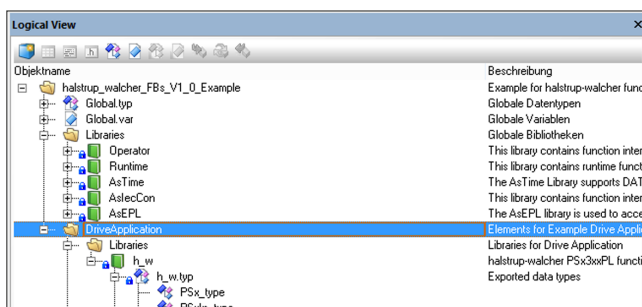 Logical View
Objektname Beschreibung
halstrup_walcher_FBs_V1_0_Example Example for halstrup-walcher func
Global.typ Globale Datentypen
Global.var Globale Variablen
Libraries Globale Bibliotheken
Operator This library contains function inter
Runtime This library contains runtime funct
AsTime The AsTime Library supports DAT
AsIecCon This library contains function inter
AsEPL The AsEPL library is used to acce
DriveApplication Elements for Example Drive Appli
Libraries Libraries for Drive Application
h_w halstrup-walcher PSx3xxPL functi
h_w.typ Exported data types
PSx_type